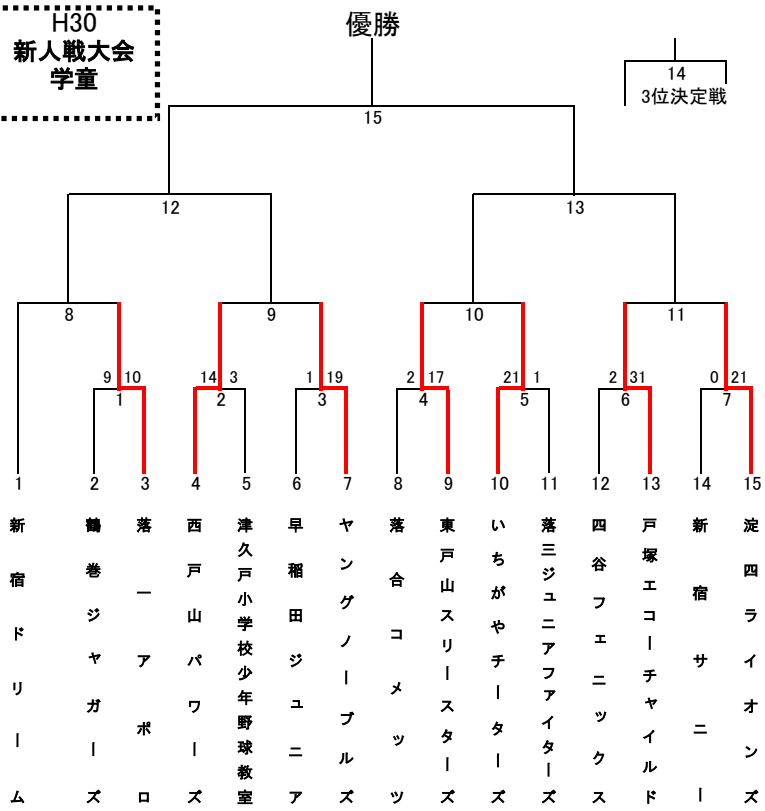 H30
新人戦大会
学童
優勝
14
3位決定戦
15
12
13
8
9
10
11
9 10
14 3
1 19
2 17
21 1
2 31
0 21
1
2
3
4
5
6
7
1
2
3
4
5
6
7
8
9
10
11
12
13
14
15
新宿ドリーム
鶴巻ジャガーズ
落一アポロ
西戸山パワーズ
津久戸小学校少年野球教室
早稲田ジュニア
ヤングノーブルズ
落合コメッツ
東戸山スリースターズ
いちがやチーターズ
落三ジュニアファイターズ
四谷フェニックス
戸塚エコーチャイルド
新宿サニー
淀四ライオンズ